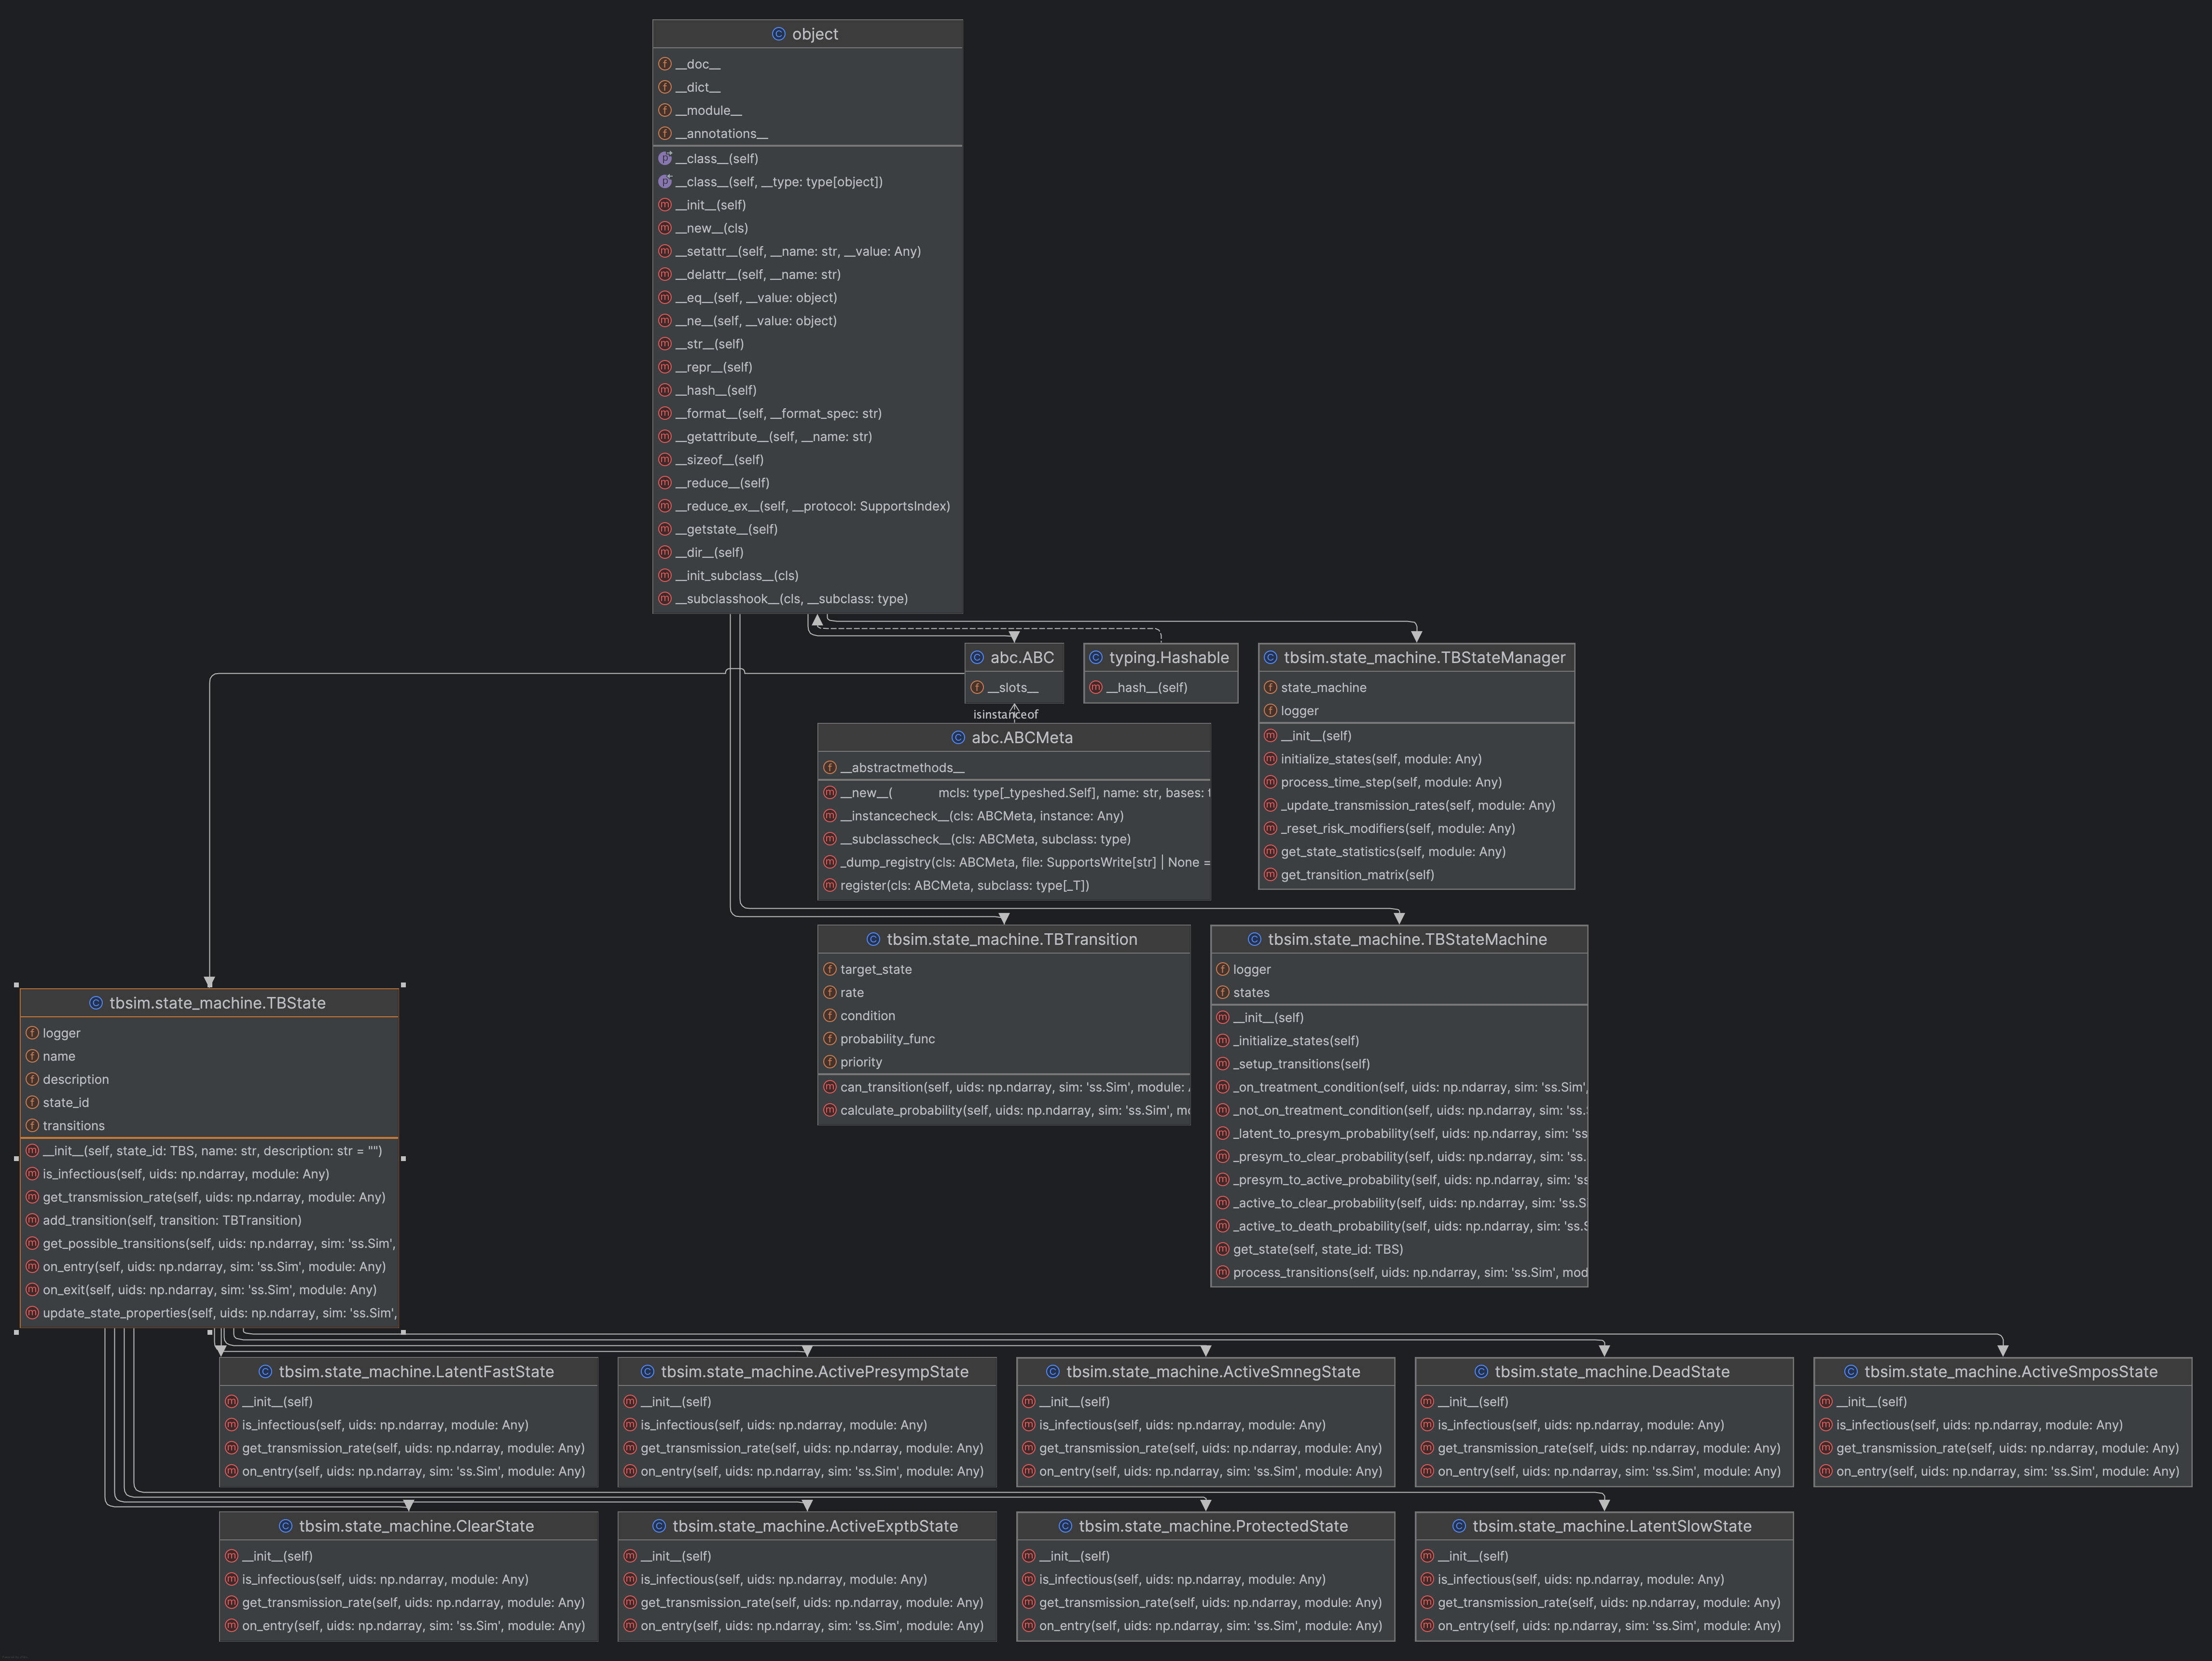 object
__doc__
__dict__
__module__
__annotations__
__class__(self)
__class__(self, __type: type[object])
__init__(self)
__new__(cls)
__setattr__(self, __name: str, __value: Any)
__delattr__(self, __name: str)
__eq__(self, __value: object)
__ne__(self, __value: object)
__str__(self)
__repr__(self)
__hash__(self)
__format__(self, __format_spec: str)
__getattribute__(self, __name: str)
__sizeof__(self)
__reduce__(self)
__reduce_ex__(self, __protocol: SupportsIndex)
__getstate__(self)
__dir__(self)
__init_subclass__(cls)
__subclasshook__(cls, __subclass: type)
abc.ABC
__slots__
typing.Hashable
__hash__(self)
tbsim.state_machine.TBStateManager
state_machine
logger
__init__(self)
initialize_states(self, module: Any)
process_time_step(self, module: Any)
_update_transmission_rates(self, module: Any)
_reset_risk_modifiers(self, module: Any)
get_state_statistics(self, module: Any)
get_transition_matrix(self)
isinstanceof
abc.ABCMeta
__abstractmethods__
__new__( mcls: type[_typeshed.Self], name: str, bases: t
__instancecheck__(cls: ABCMeta, instance: Any)
__subclasscheck__(cls: ABCMeta, subclass: type)
_dump_registry(cls: ABCMeta, file: SupportsWrite[str] | None =
register(cls: ABCMeta, subclass: type[_T])
tbsim.state_machine.TBTransition
target_state
rate
condition
probability_func
priority
can_transition(self, uids: np.ndarray, sim: 'ss.Sim', module:
calculate_probability(self, uids: np.ndarray, sim: 'ss.Sim', mo
tbsim.state_machine.TBStateMachine
logger
states
__init__(self)
_initialize_states(self)
_setup_transitions(self)
_on_treatment_condition(self, uids: np.ndarray, sim: 'ss.Sim',
_not_on_treatment_condition(self, uids: np.ndarray, sim: 'ss.
_latent_to_presym_probability(self, uids: np.ndarray, sim: 'ss
_presym_to_clear_probability(self, uids: np.ndarray, sim: 'ss.
_presym_to_active_probability(self, uids: np.ndarray, sim: 'ss
_active_to_clear_probability(self, uids: np.ndarray, sim: 'ss.S
_active_to_death_probability(self, uids: np.ndarray, sim: 'ss.S
get_state(self, state_id: TBS)
process_transitions(self, uids: np.ndarray, sim: 'ss.Sim', mod
tbsim.state_machine.TBState
logger
name
description
state_id
transitions
__init__(self, state_id: TBS, name: str, description: str = "")
is_infectious(self, uids: np.ndarray, module: Any)
get_transmission_rate(self, uids: np.ndarray, module: Any)
add_transition(self, transition: TBTransition)
get_possible_transitions(self, uids: np.ndarray, sim: 'ss.Sim',
on_entry(self, uids: np.ndarray, sim: 'ss.Sim', module: Any)
on_exit(self, uids: np.ndarray, sim: 'ss.Sim', module: Any)
update_state_properties(self, uids: np.ndarray, sim: 'ss.Sim',
tbsim.state_machine.LatentFastState
__init__(self)
is_infectious(self, uids: np.ndarray, module: Any)
get_transmission_rate(self, uids: np.ndarray, module: Any)
on_entry(self, uids: np.ndarray, sim: 'ss.Sim', module: Any)
tbsim.state_machine.ActivePresympState
__init__(self)
is_infectious(self, uids: np.ndarray, module: Any)
get_transmission_rate(self, uids: np.ndarray, module: Any)
on_entry(self, uids: np.ndarray, sim: 'ss.Sim', module: Any)
tbsim.state_machine.ActiveSmnegState
__init__(self)
is_infectious(self, uids: np.ndarray, module: Any)
get_transmission_rate(self, uids: np.ndarray, module: Any)
on_entry(self, uids: np.ndarray, sim: 'ss.Sim', module: Any)
tbsim.state_machine.DeadState
__init__(self)
is_infectious(self, uids: np.ndarray, module: Any)
get_transmission_rate(self, uids: np.ndarray, module: Any)
on_entry(self, uids: np.ndarray, sim: 'ss.Sim', module: Any)
tbsim.state_machine.ActiveSmposState
__init__(self)
is_infectious(self, uids: np.ndarray, module: Any)
get_transmission_rate(self, uids: np.ndarray, module: Any)
on_entry(self, uids: np.ndarray, sim: 'ss.Sim', module: Any)
tbsim.state_machine.ClearState
__init__(self)
is_infectious(self, uids: np.ndarray, module: Any)
get_transmission_rate(self, uids: np.ndarray, module: Any)
on_entry(self, uids: np.ndarray, sim: 'ss.Sim', module: Any)
tbsim.state_machine.ActiveExptbState
__init__(self)
is_infectious(self, uids: np.ndarray, module: Any)
get_transmission_rate(self, uids: np.ndarray, module: Any)
on_entry(self, uids: np.ndarray, sim: 'ss.Sim', module: Any)
tbsim.state_machine.ProtectedState
__init__(self)
is_infectious(self, uids: np.ndarray, module: Any)
get_transmission_rate(self, uids: np.ndarray, module: Any)
on_entry(self, uids: np.ndarray, sim: 'ss.Sim', module: Any)
tbsim.state_machine.LatentSlowState
__init__(self)
is_infectious(self, uids: np.ndarray, module: Any)
get_transmission_rate(self, uids: np.ndarray, module: Any)
on_entry(self, uids: np.ndarray, sim: 'ss.Sim', module: Any)